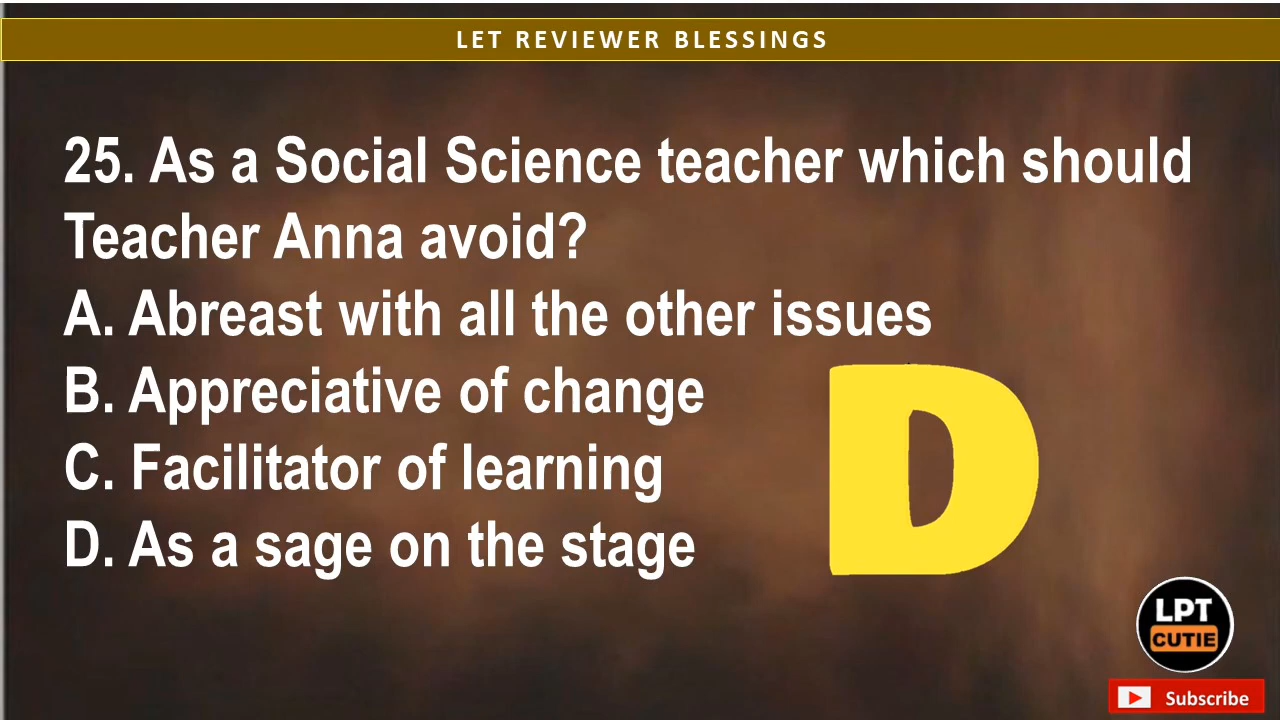 LET REVIEWER BLESSINGS
25. As a Social Science teacher which should
Teacher Anna avoid?
A. Abreast with all the other issues
B. Appreciative of change
C. Facilitator of learning
D. As a sage on the stage
D
LPT
CUTIE
Subscribe